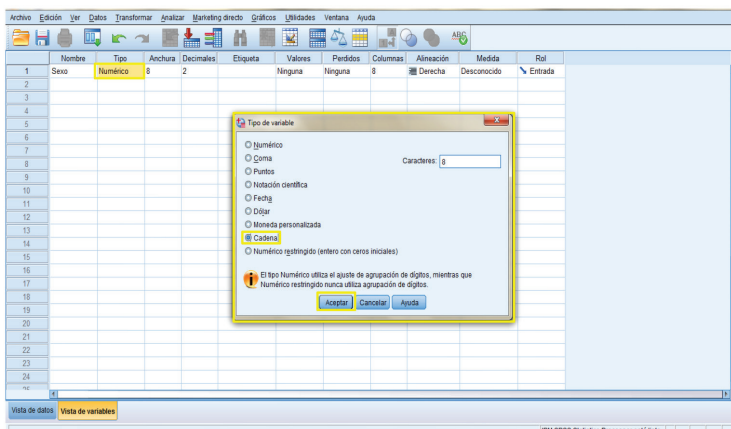 Archivo Edición Ver Datos Transformar Analizar Marketing directo Gráficos Utilidades Ventana Ayuda
Nombre Tipo Anchura Decimales Etiqueta Valores Perdidos Columnas Alineación Medida Rol
1 Sexo Numérico 8 2 Ninguna Ninguna 8 Derecha Desconocido Entrada
2
3
4
5
6
7
8
9
10
11
12
13
14
15
16
17
18
19
20
21
22
23
24
Tipo de variable
Numérico
Coma
Caracteres: 8
Puntos
Notación científica
Fecha
Dólar
Moneda personalizada
Cadena
Numérico restringido (entero con ceros iniciales)
El tipo Numérico utiliza el ajuste de agrupación de dígitos, mientras que
Numérico restringido nunca utiliza agrupación de dígitos.
Aceptar Cancelar Ayuda
Vista de datos Vista de variables